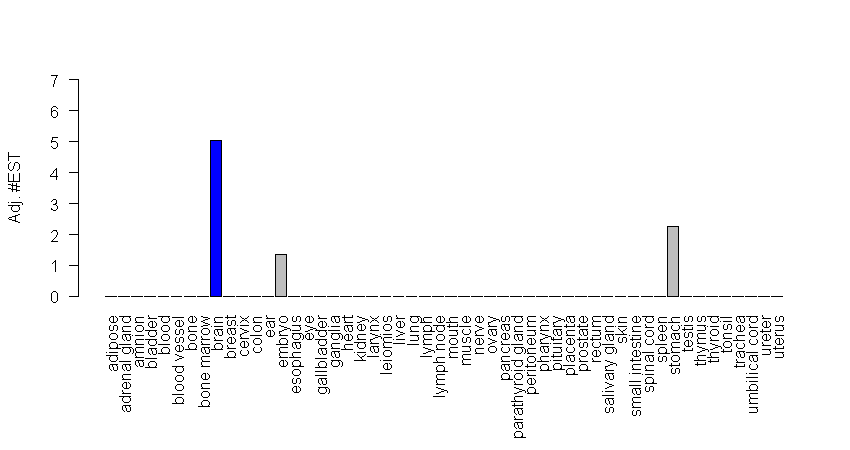 7
6
5
4
3
2
1
0
Adj. #EST
adipose
adrenal gland
amnion
bladder
blood
blood vessel
bone
bone marrow
brain
breast
cervix
colon
ear
embryo
esophagus
eye
gallbladder
ganglia
heart
kidney
larynx
leiomios
liver
lung
lymph
lymph node
mouth
muscle
nerve
ovary
pancreas
parathyroid gland
peritoneum
pharynx
pituitary
placenta
prostate
rectum
salivary gland
skin
small intestine
spinal cord
spleen
stomach
testis
thymus
thyroid
tonsil
trachea
umbilical cord
ureter
uterus